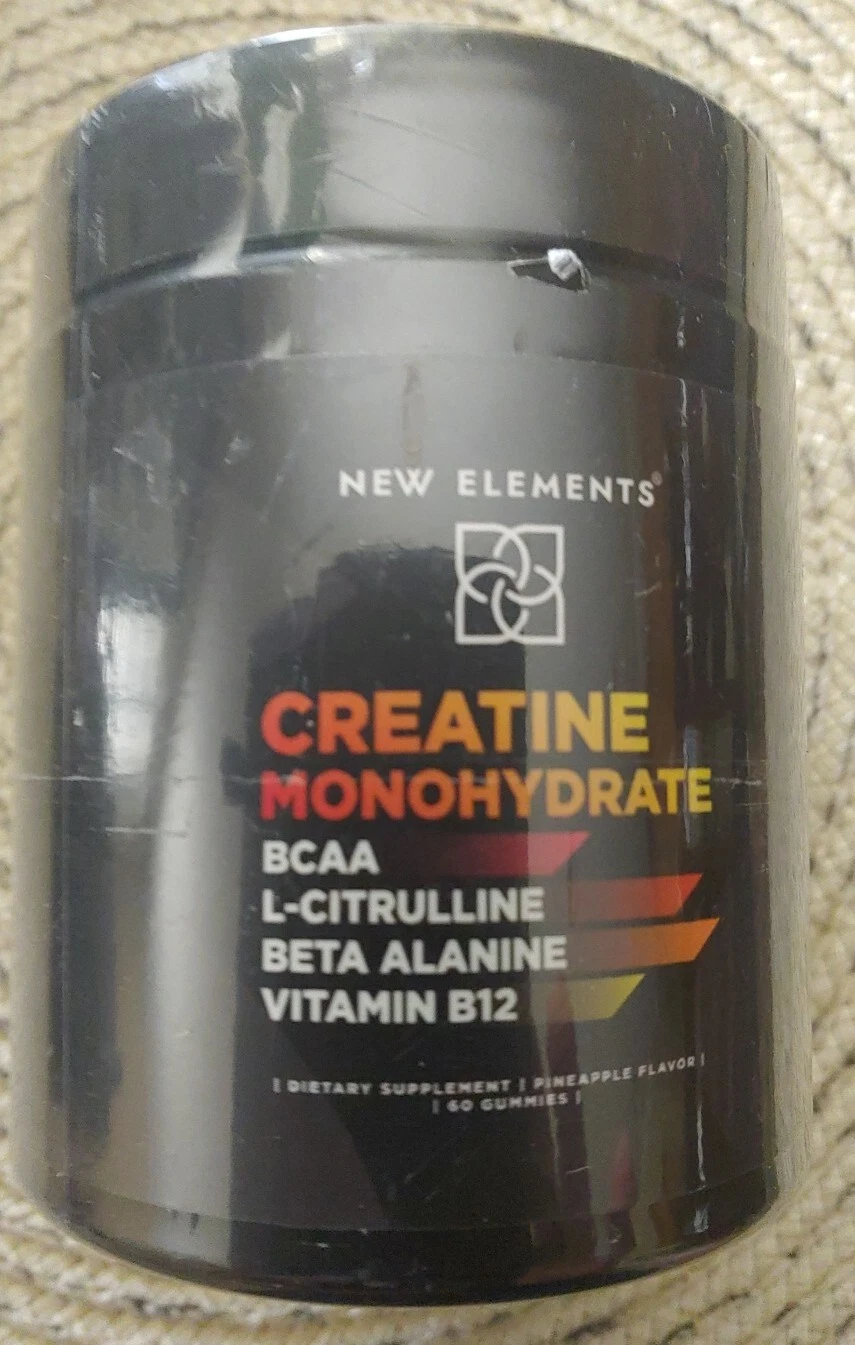 NEW ELEMENTS®
CREATINE
MONOHYDRATE
BCAA
L-CITRULLINE
BETA ALANINE
VITAMIN B12
| DIETARY SUPPLEMENT | PINEAPPLE FLAVOR |
| 60 GUMMIES |